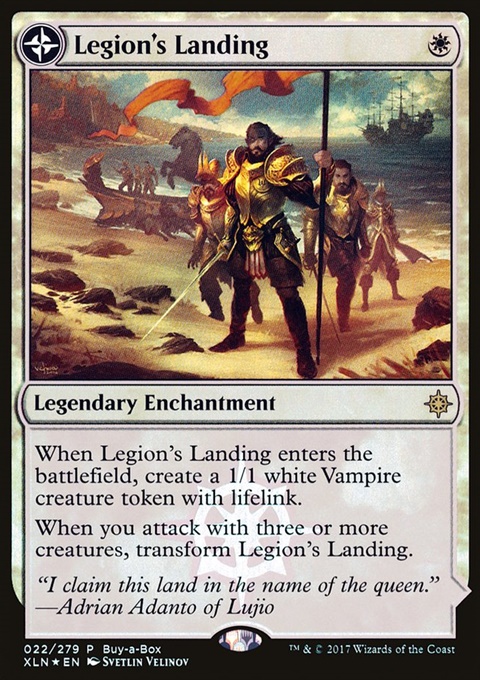 Legion's Landing
Legendary Enchantment
When Legion's Landing enters the
battlefield, create a 1/1 white Vampire
creature token with lifelink.
When you attack with three or more
creatures, transform Legion's Landing.
“I claim this land in the name of the queen.”
—Adrian Adanto of Lujio
022/279 P Buy-a-Box
XLN★EN Svetlin Velinov
™ & © 2017 Wizards of the Coast